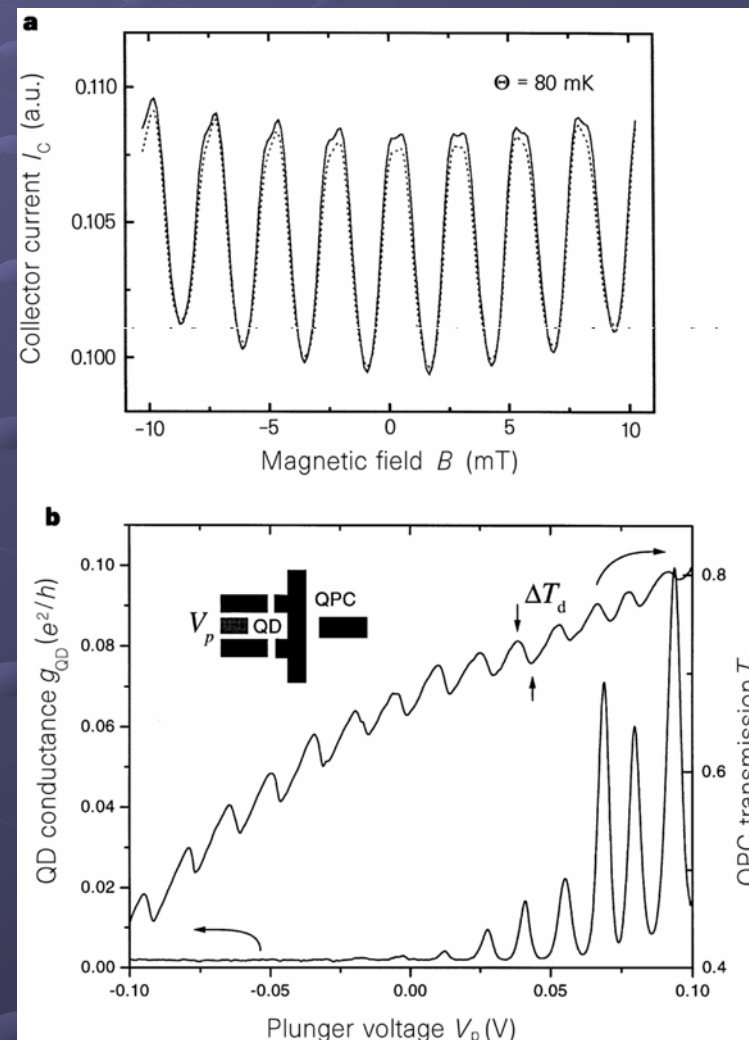 a
Collector current I_C (a.u.)
Θ = 80 mK
0.110
0.105
0.100
-10 -5 0 5 10
Magnetic field B (mT)
b
QD conductance g_QD (e²/h)
0.10
0.08
0.06
0.04
0.02
0.00
V_p QD QPC
ΔT_d
0.8
0.6
0.4
QPC transmission T
-0.10 -0.05 0.00 0.05 0.10
Plunger voltage V_p (V)